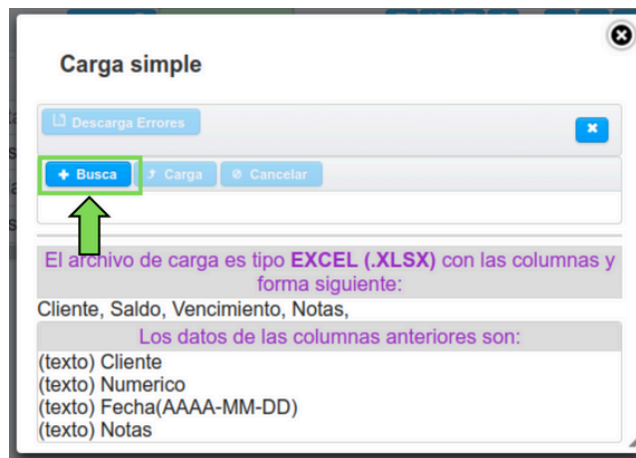 Carga simple
Descarga Errores
Busca
Carga
Cancelar
El archivo de carga es tipo EXCEL (.XLSX) con las columnas y
forma siguiente:
Cliente, Saldo, Vencimiento, Notas,
Los datos de las columnas anteriores son:
(texto) Cliente
(texto) Numerico
(texto) Fecha(AAAA-MM-DD)
(texto) Notas